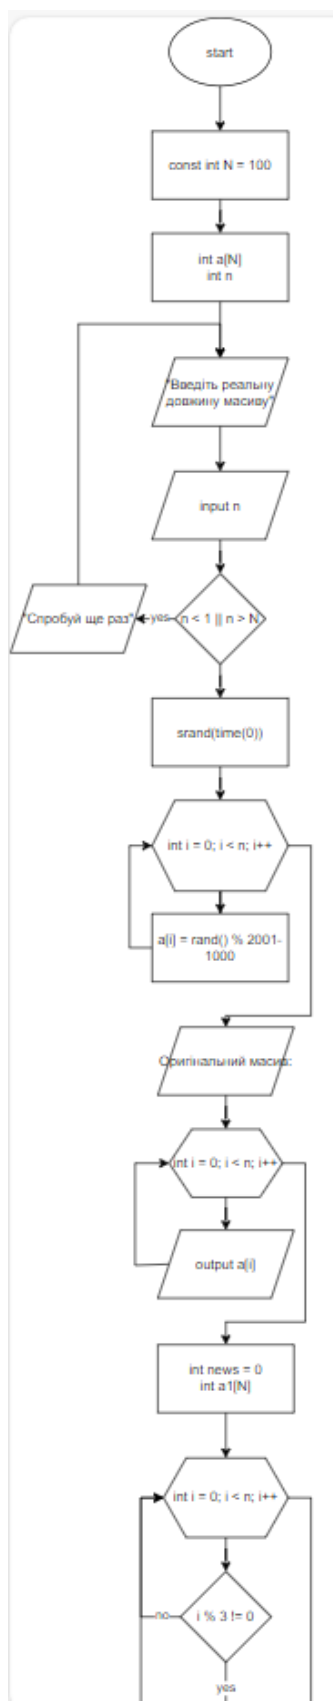 start
const int N = 100
int a[N]
int n
"Введіть реальну
довжину масиву"
input n
"Спробуй ще раз"
yes
n < 1 || n > N
srand(time(0))
int i = 0; i < n; i++
a[i] = rand() % 2001-
1000
Оригінальний масив:
int i = 0; i < n; i++
output a[i]
int news = 0
int a1[N]
int i = 0; i < n; i++
no
i % 3 != 0
yes